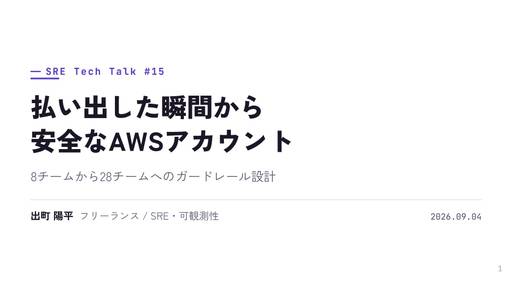 — SRE Tech Talk #15
払い出した瞬間から
安全なAWSアカウント
8チームから28チームへのガードレール設計
出町 陽平 フリーランス / SRE・可観測性
2026.09.04
1